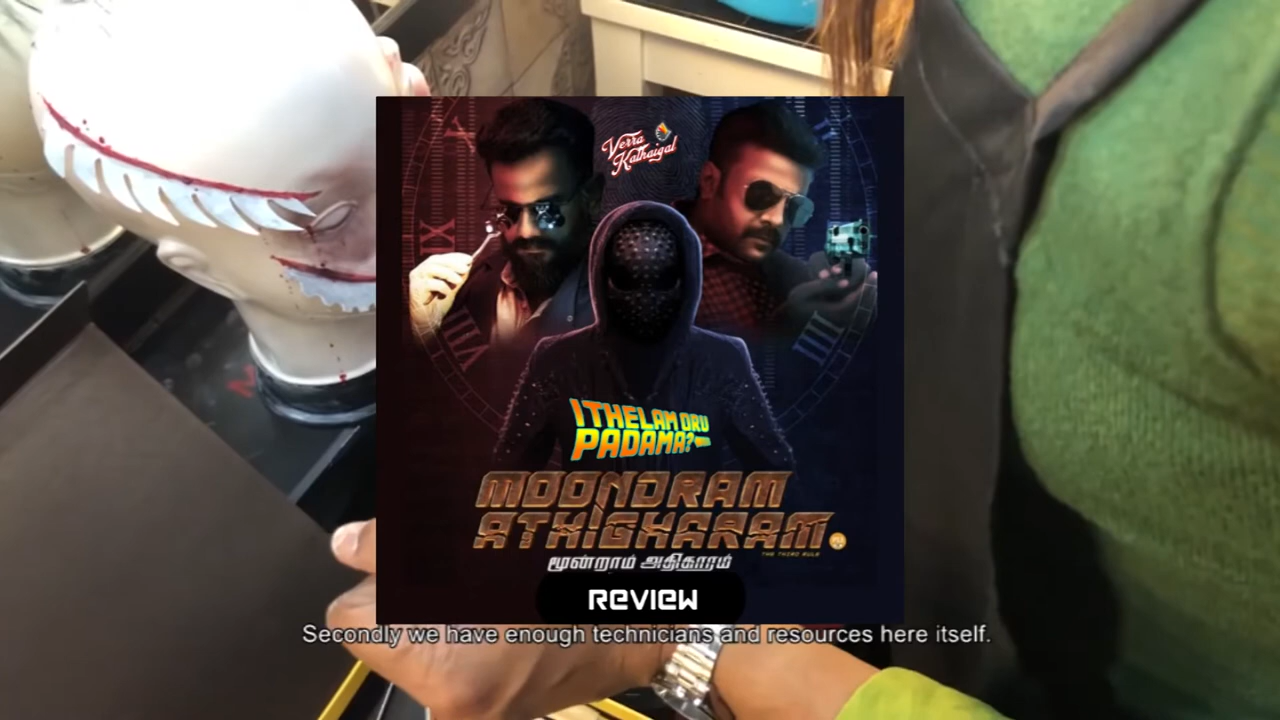 Verra
Kathaigal
ITHELAM ORU
PADAMA?
MOONDRAM
ATHIGHARAM
THE THIRD RULE
மூன்றாம் அதிகாரம்
REVIEW
Secondly we have enough technicians and resources here itself.